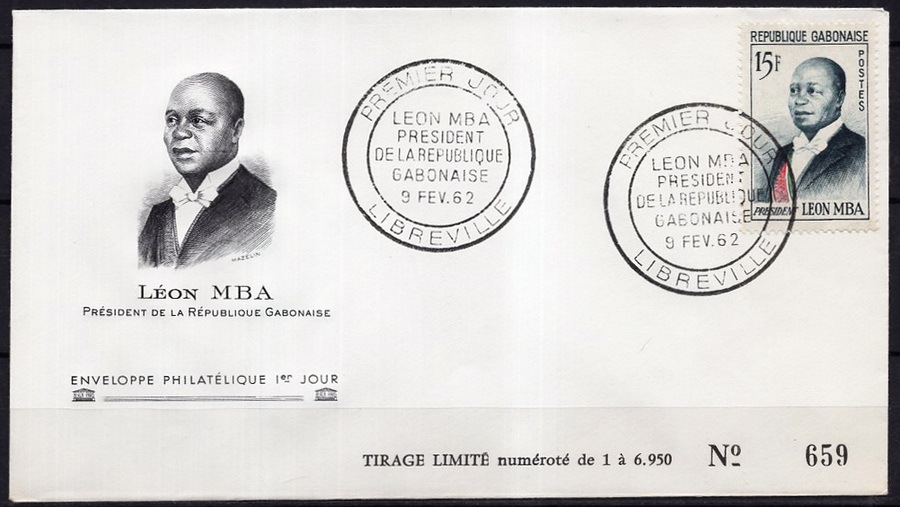 MAZELIN
LÉON MBA
PRÉSIDENT DE LA RÉPUBLIQUE GABONAISE
ENVELOPPE PHILATÉLIQUE 1er JOUR
PREMIER JOUR
LEON MBA
PRESIDENT
DE LA REPUBLIQUE
GABONAISE
9 FEV. 62
LIBREVILLE
PREMIER JOUR
LEON MBA
PRESIDENT
DE LA REPUBLIQUE
GABONAISE
9 FEV. 62
LIBREVILLE
REPUBLIQUE GABONAISE
15F
POSTES
PRESIDENT LEON MBA
TIRAGE LIMITÉ numéroté de 1 à 6.950 Nº 659